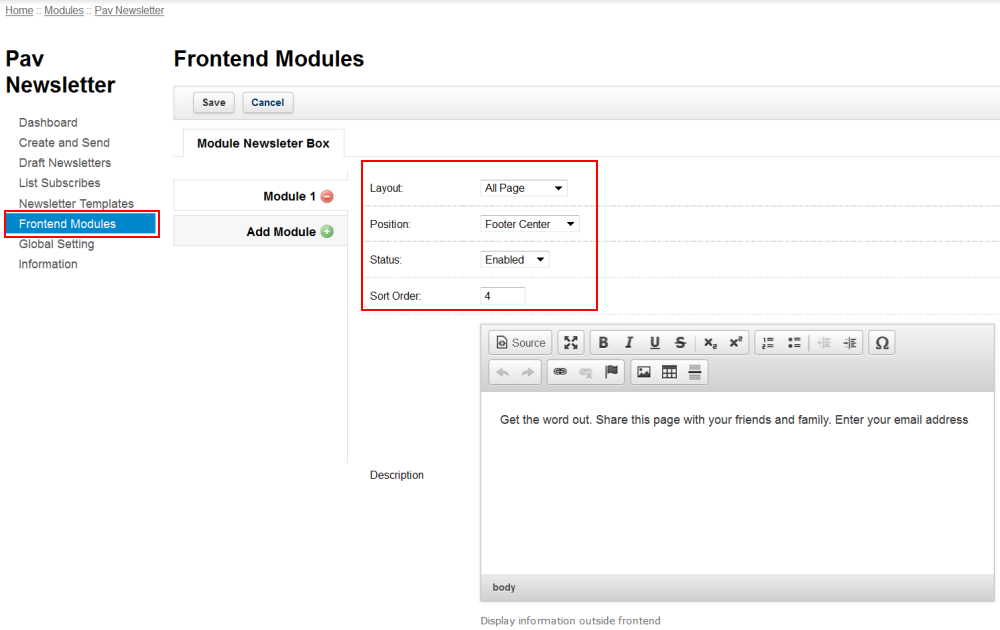 Home :: Modules :: Pav Newsletter
Pav
Newsletter
Dashboard
Create and Send
Draft Newsletters
List Subscribes
Newsletter Templates
Frontend Modules
Global Setting
Information
Frontend Modules
Save Cancel
Module Newsleter Box
Module 1
Add Module
Layout: All Page
Position: Footer Center
Status: Enabled
Sort Order: 4
Description
Source B I U S x₂ x² Ω
Get the word out. Share this page with your friends and family. Enter your email address
body
Display information outside frontend